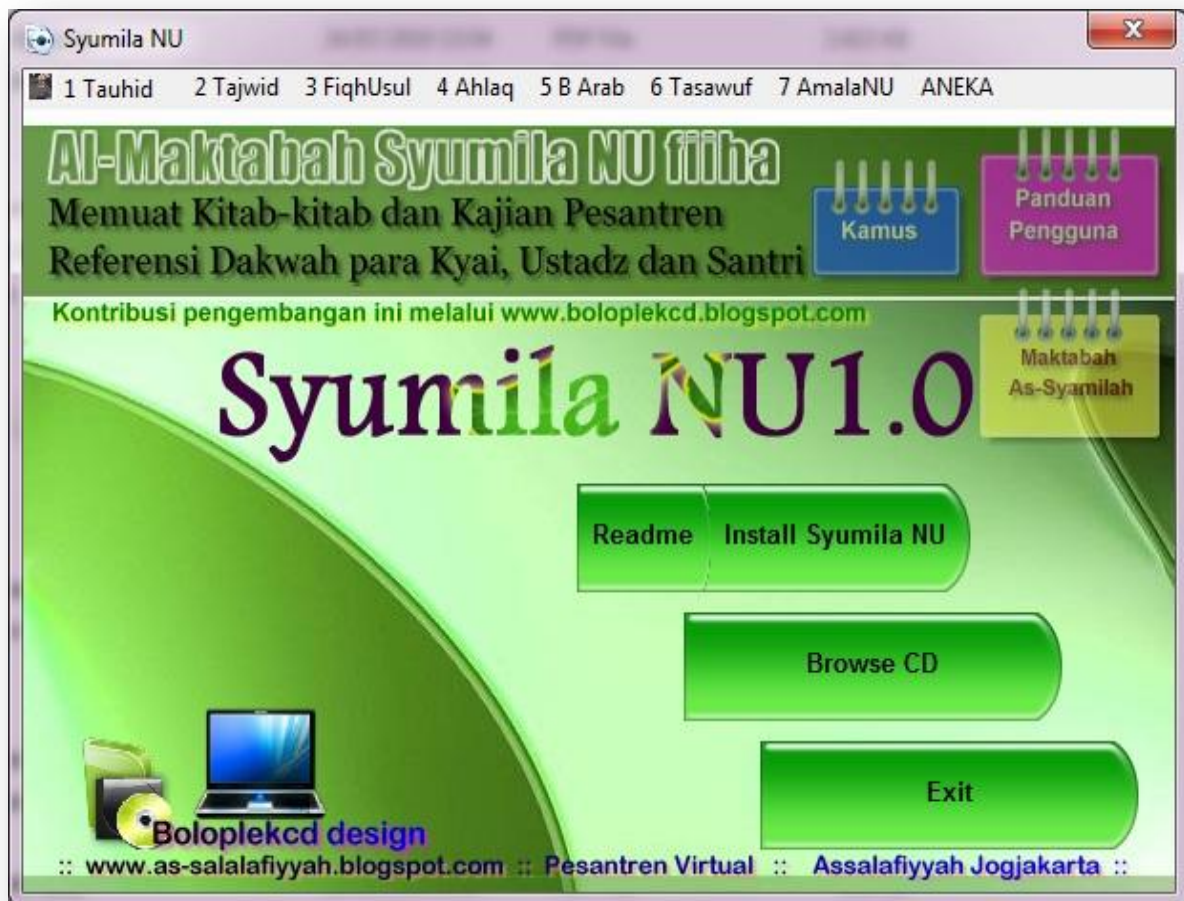 Syumila NU
1 Tauhid 2 Tajwid 3 FiqhUsul 4 Ahlaq 5 B Arab 6 Tasawuf 7 AmalaNU ANEKA
Al-Maktabah Syumila NU fiiha
Memuat Kitab-kitab dan Kajian Pesantren
Referensi Dakwah para Kyai, Ustadz dan Santri
Kamus
Panduan
Pengguna
Kontribusi pengembangan ini melalui www.boloplekcd.blogspot.com
Maktabah
As-Syamilah
Syumila NU1.0
Readme Install Syumila NU
Browse CD
Exit
Boloplekcd design
:: www.as-salalafiyyah.blogspot.com :: Pesantren Virtual :: Assalafiyyah Jogjakarta ::